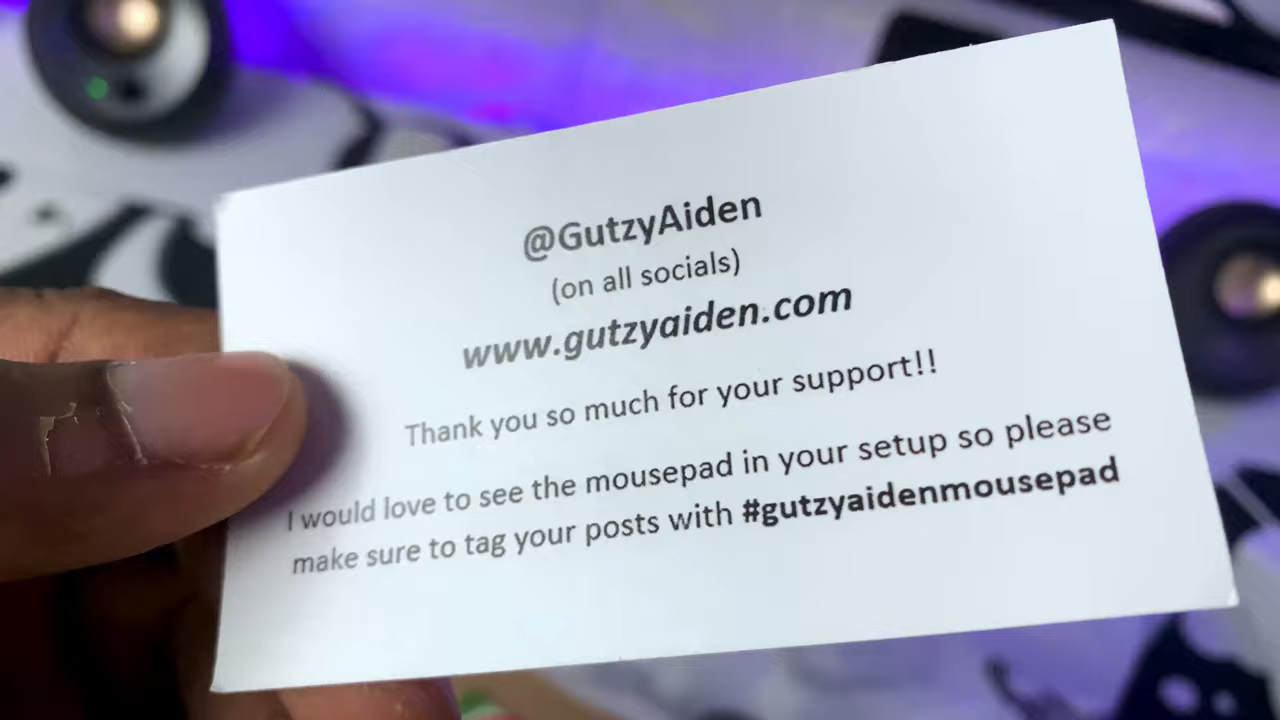 @GutzyAiden
(on all socials)
www.gutzyaiden.com
Thank you so much for your support!!
I would love to see the mousepad in your setup so please
make sure to tag your posts with #gutzyaidenmousepad